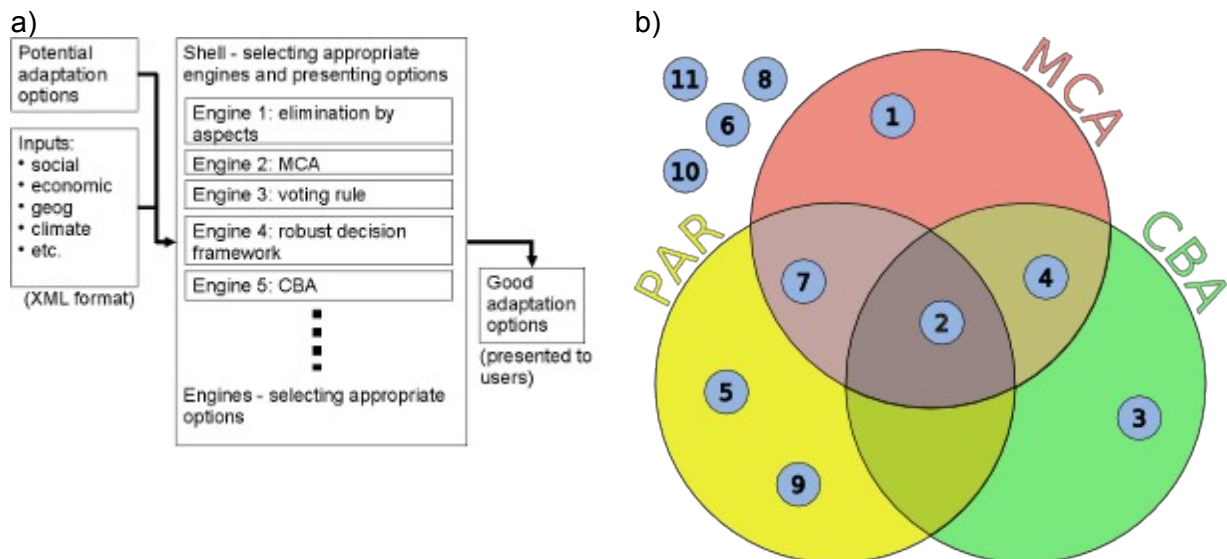 a)
Potential
adaptation
options
Inputs:
• social
• economic
• geog
• climate
• etc.
(XML format)
Shell - selecting appropriate
engines and presenting options
Engine 1: elimination by
aspects
Engine 2: MCA
Engine 3: voting rule
Engine 4: robust decision
framework
Engine 5: CBA
Engines - selecting appropriate
options
Good
adaptation
options
(presented to
users)
b)
11
8
6
10
MCA
1
PAR
CBA
7
4
2
5
3
9